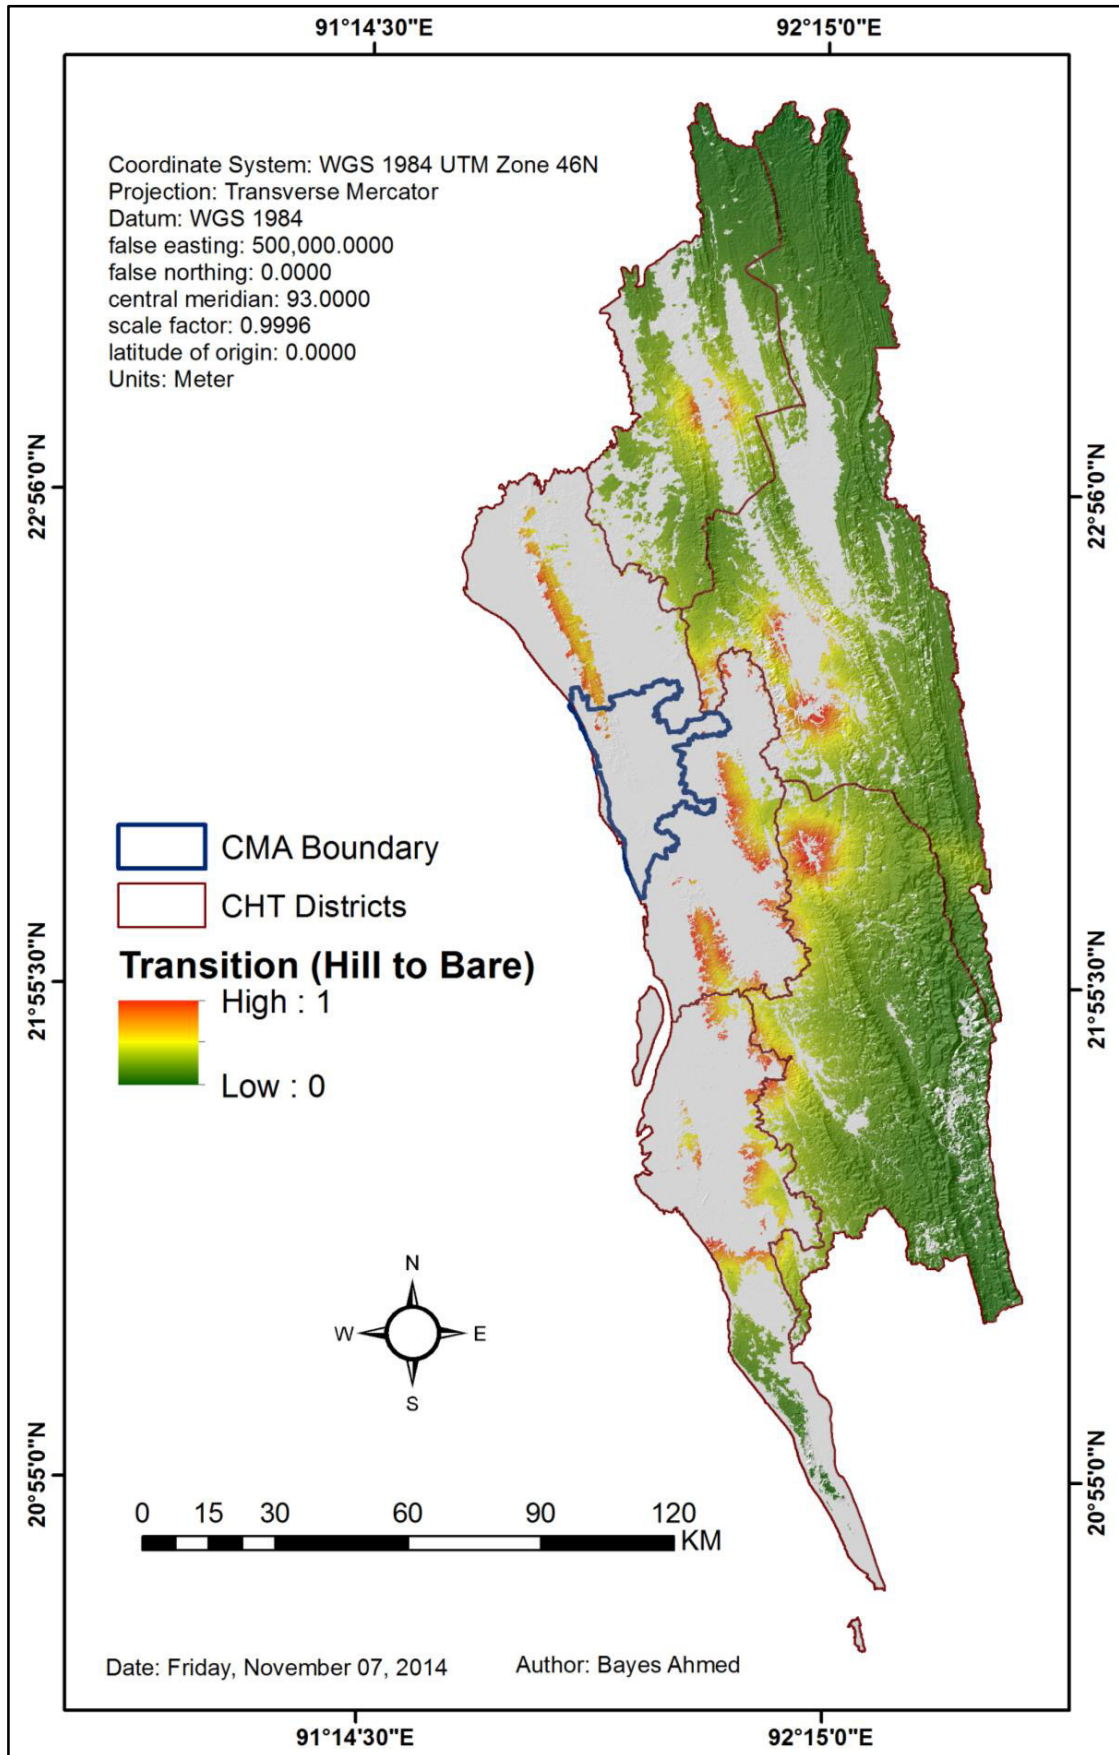 91°14'30"E
92°15'0"E
Coordinate System: WGS 1984 UTM Zone 46N
Projection: Transverse Mercator
Datum: WGS 1984
false easting: 500,000.0000
false northing: 0.0000
central meridian: 93.0000
scale factor: 0.9996
latitude of origin: 0.0000
Units: Meter
22°56'0"N
22°56'0"N
CMA Boundary
CHT Districts
Transition (Hill to Bare)
High : 1
Low : 0
21°55'30"N
21°55'30"N
N
W
E
S
20°55'0"N
20°55'0"N
0 15 30 60 90 120
KM
Date: Friday, November 07, 2014
Author: Bayes Ahmed
91°14'30"E
92°15'0"E